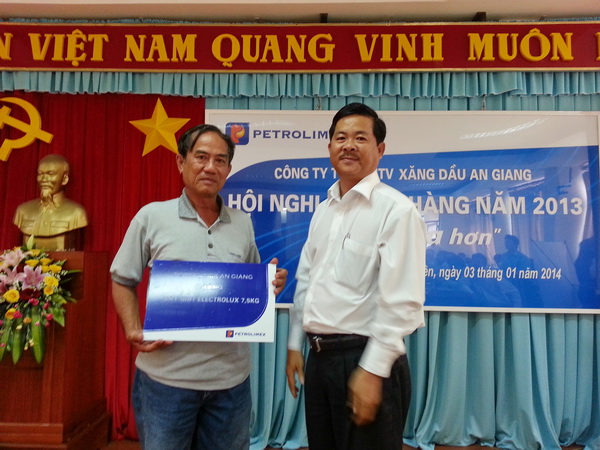 VIỆT NAM QUANG VINH MUÔN
PETROLIMEX
CÔNG TY TV XĂNG DẦU AN GIANG
HỘI NGHỊ HÀNG NĂM 2013
hơn"
ngày 03 tháng 01 năm 2014
AN GIANG
ELECTROLUX 7,5KG
PETROLIMEX